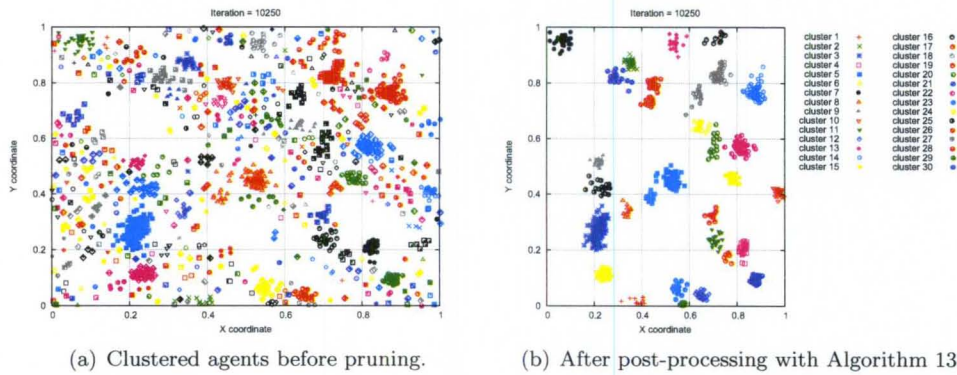 Iteration = 10250
1
0.8
0.6
0.4
0.2
0
Y coordinate
0 0.2 0.4 0.6 0.8 1
X coordinate
(a) Clustered agents before pruning.
Iteration = 10250
1
0.8
0.6
0.4
0.2
0
Y coordinate
0 0.2 0.4 0.6 0.8 1
X coordinate
cluster 1
cluster 2
cluster 3
cluster 4
cluster 5
cluster 6
cluster 7
cluster 8
cluster 9
cluster 10
cluster 11
cluster 12
cluster 13
cluster 14
cluster 15
cluster 16
cluster 17
cluster 18
cluster 19
cluster 20
cluster 21
cluster 22
cluster 23
cluster 24
cluster 25
cluster 26
cluster 27
cluster 28
cluster 29
cluster 30
(b) After post-processing with Algorithm 13